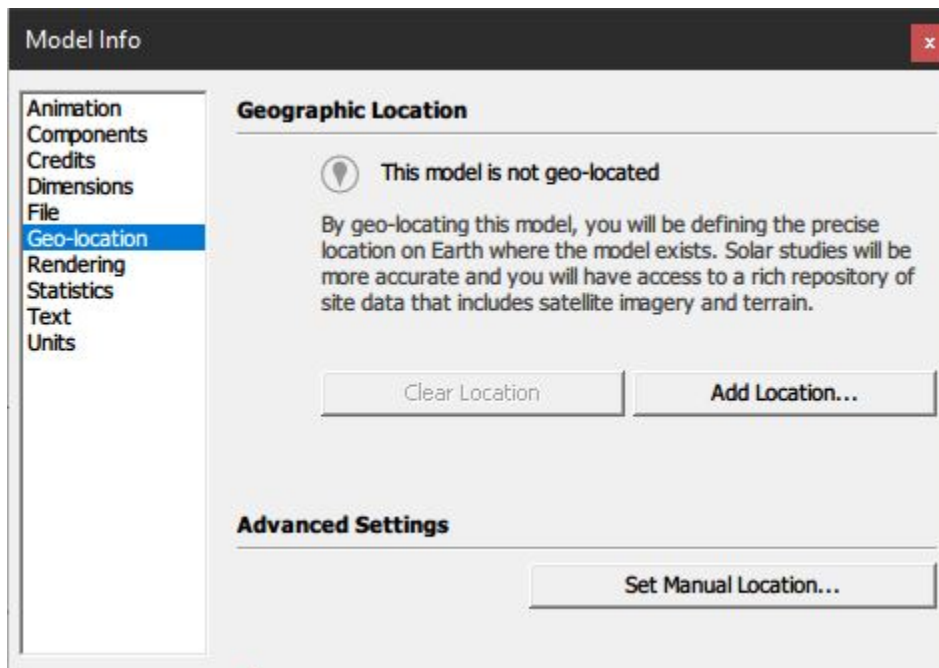 Model Info
x
Animation
Components
Credits
Dimensions
File
Geo-location
Rendering
Statistics
Text
Units
Geographic Location
This model is not geo-located
By geo-locating this model, you will be defining the precise
location on Earth where the model exists. Solar studies will be
more accurate and you will have access to a rich repository of
site data that includes satellite imagery and terrain.
Clear Location
Add Location...
Advanced Settings
Set Manual Location...